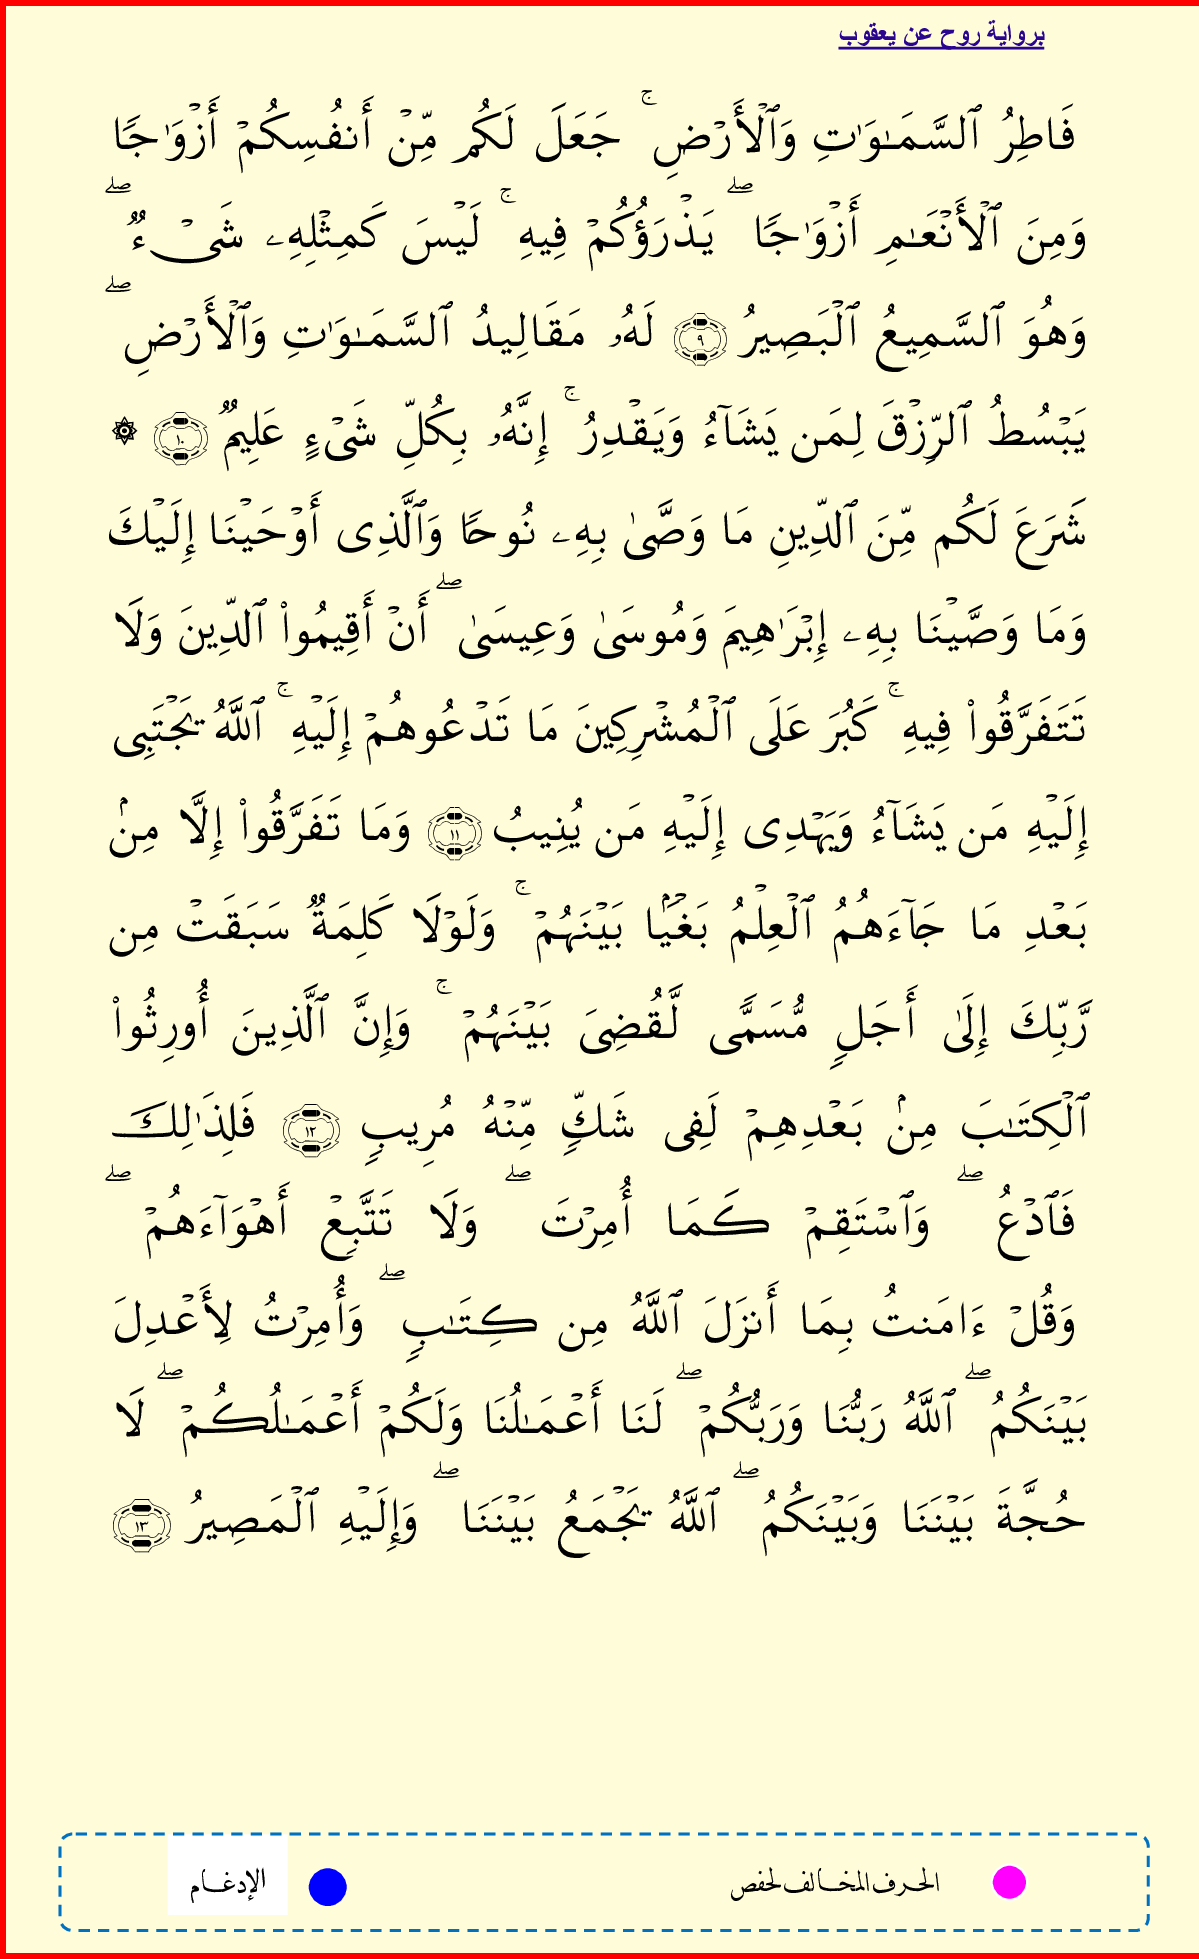 برواية روح عن يعقوب
فَاطِرُ ٱلسَّمَـٰوَٰتِ وَٱلۡأَرۡضِۚ جَعَلَ لَكُم مِّنۡ أَنفُسِكُمۡ أَزۡوَٰجࣰا
وَمِنَ ٱلۡأَنۡعَـٰمِ أَزۡوَٰجࣰاۖ يَذۡرَؤُكُمۡ فِيهِۚ لَيۡسَ كَمِثۡلِهِۦ شَيۡءࣱۖ
وَهُوَ ٱلسَّمِيعُ ٱلۡبَصِيرُ ٩ لَهُۥ مَقَالِيدُ ٱلسَّمَـٰوَٰتِ وَٱلۡأَرۡضِۖ
يَبۡسُطُ ٱلرِّزۡقَ لِمَن يَشَآءُ وَيَقۡدِرُۚ إِنَّهُۥ بِكُلِّ شَيۡءٍ عَلِيمࣱ ١٠ ۞
شَرَعَ لَكُم مِّنَ ٱلدِّينِ مَا وَصَّىٰ بِهِۦ نُوحࣰا وَٱلَّذِي أَوۡحَيۡنَا إِلَيۡكَ
وَمَا وَصَّيۡنَا بِهِۦ إِبۡرَٰهِيمَ وَمُوسَىٰ وَعِيسَىٰۖ أَنۡ أَقِيمُواْ ٱلدِّينَ وَلَا
تَتَفَرَّقُواْ فِيهِۚ كَبُرَ عَلَى ٱلۡمُشۡرِكِينَ مَا تَدۡعُوهُمۡ إِلَيۡهِۚ ٱللَّهُ يَجۡتَبِي
إِلَيۡهِ مَن يَشَآءُ وَيَهۡدِي إِلَيۡهِ مَن يُنِيبُ ١١ وَمَا تَفَرَّقُواْ إِلَّا مِنۢ
بَعۡدِ مَا جَآءَهُمُ ٱلۡعِلۡمُ بَغۡيَۢا بَيۡنَهُمۡۚ وَلَوۡلَا كَلِمَةࣱ سَبَقَتۡ مِن
رَّبِّكَ إِلَىٰ أَجَلࣲ مُّسَمࣰّى لَّقُضِيَ بَيۡنَهُمۡۚ وَإِنَّ ٱلَّذِينَ أُورِثُواْ
ٱلۡكِتَـٰبَ مِنۢ بَعۡدِهِمۡ لَفِي شَكࣲّ مِّنۡهُ مُرِيبࣲ ١٢ فَلِذَٰلِكَ
فَٱدۡعُۖ وَٱسۡتَقِمۡ كَمَا أُمِرۡتَۖ وَلَا تَتَّبِعۡ أَهۡوَآءَهُمۡۖ
وَقُلۡ ءَامَنتُ بِمَا أَنزَلَ ٱللَّهُ مِن كِتَـٰبࣲۖ وَأُمِرۡتُ لِأَعۡدِلَ
بَيۡنَكُمُۖ ٱللَّهُ رَبُّنَا وَرَبُّكُمۡۖ لَنَا أَعۡمَـٰلُنَا وَلَكُمۡ أَعۡمَـٰلُكُمۡۖ لَا
حُجَّةَ بَيۡنَنَا وَبَيۡنَكُمُۖ ٱللَّهُ يَجۡمَعُ بَيۡنَنَاۖ وَإِلَيۡهِ ٱلۡمَصِيرُ ١٣
الحرف المخالف لحفص الإدغام